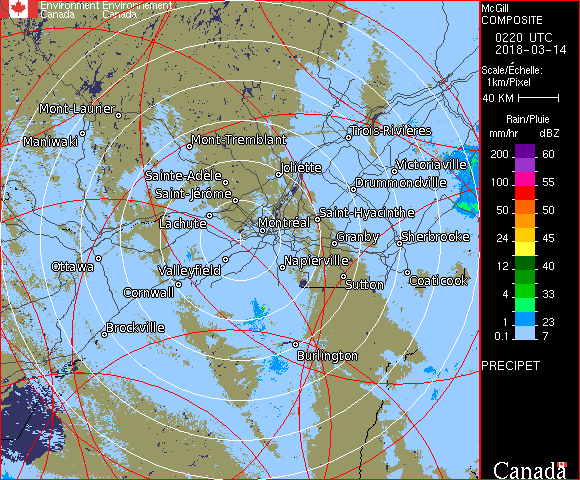 Environment Environnement
Canada Canada
McGill
COMPOSITE
0220 UTC
2018-03-14
Scale/Échelle:
1km/Pixel
40 KM
Rain/Pluie
mm/hr dBZ
200 60
100 55
50 50
24 45
12 40
4 33
1 23
0.1 7
PRECIPET
Canada
Mont-Laurier
Maniwaki
Mont-Tremblant
Trois-Rivières
Joliette
Victoriaville
Sainte-Adèle
Drummondville
Saint-Jérôme
Saint-Hyacinthe
Lachute
Montréal
Granby
Sherbrooke
Ottawa
Valleyfield
Napierville
Sutton
Coaticook
Cornwall
Brockville
Burlington